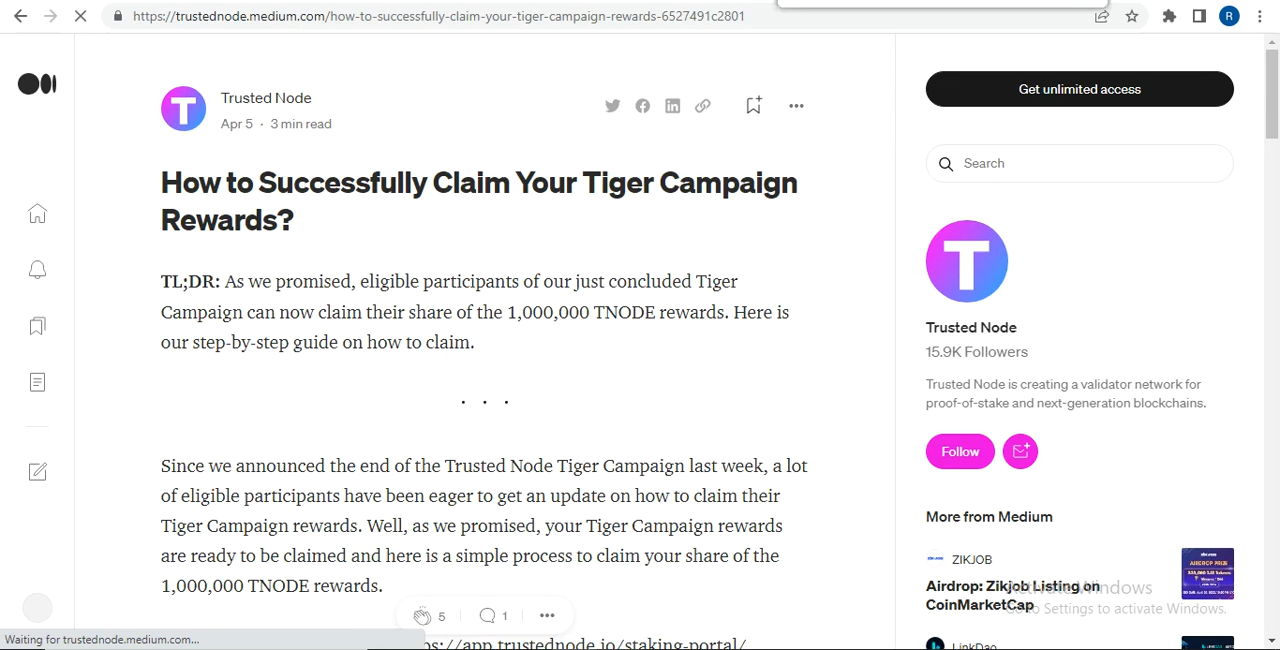 https://trustednode.medium.com/how-to-successfully-claim-your-tiger-campaign-rewards-6527491c2801
R
Get unlimited access
T
Trusted Node
Apr 5 · 3 min read
Search
How to Successfully Claim Your Tiger Campaign
Rewards?
T
TL;DR: As we promised, eligible participants of our just concluded Tiger
Campaign can now claim their share of the 1,000,000 TNODE rewards. Here is
our step-by-step guide on how to claim.
Trusted Node
15.9K Followers
Trusted Node is creating a validator network for
proof-of-stake and next-generation blockchains.
. . .
Follow
Since we announced the end of the Trusted Node Tiger Campaign last week, a lot
of eligible participants have been eager to get an update on how to claim their
Tiger Campaign rewards. Well, as we promised, your Tiger Campaign rewards
are ready to be claimed and here is a simple process to claim your share of the
1,000,000 TNODE rewards.
More from Medium
ZIKJOB
Airdrop: Zikjob Listing on
CoinMarketCap
AIRDROP PRIZE
Activate Windows
Go to Settings to activate Windows.
5
1
Waiting for trustednode.medium.com...
ps://app.trustednode.io/staking-portal/
LinkDao